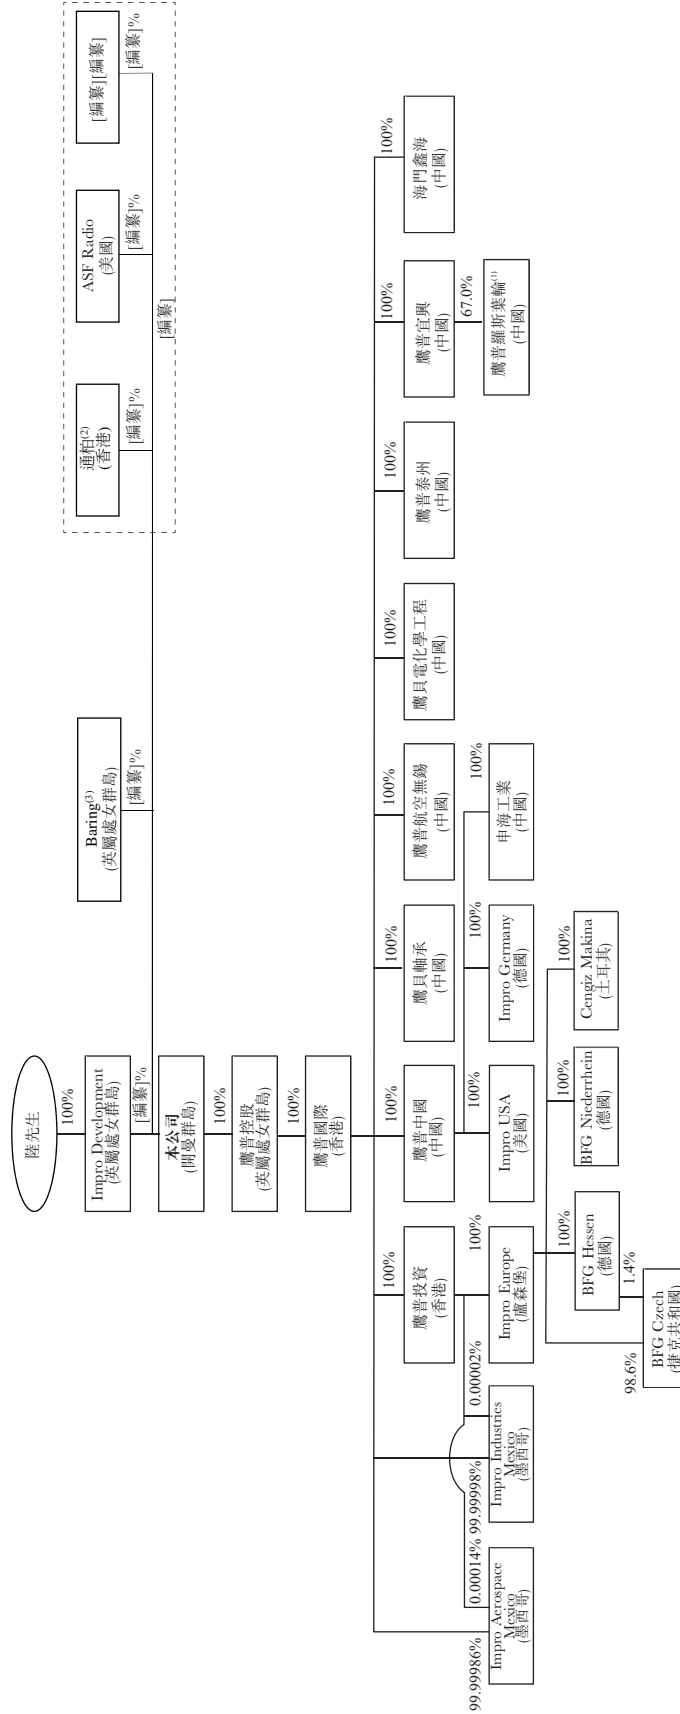 陸先生
100%
Impro Development
(英屬處女群島)
[編纂]%
Baring(3)
(英屬處女群島)
[編纂]%
通柏(2)
(香港)
[編纂]%
ASF Radio
(美國)
[編纂]%
[編纂][編纂]
[編纂]%
[編纂]
本公司
(開曼群島)
100%
鷹普控股
(英屬處女群島)
100%
鷹普國際
(香港)
100%
鷹普投資
(香港)
100%
鷹普中國
(中國)
100%
鷹貝軸承
(中國)
100%
鷹普航空無錫
(中國)
100%
鷹貝電化學工程
(中國)
100%
鷹普泰州
(中國)
100%
鷹普宜興
(中國)
100%
海門鑫海
(中國)
99.99986%
0.00014%
99.99998%
0.00002%
100%
100%
100%
100%
67.0%
Impro Aerospace
Mexico
(墨西哥)
Impro Industries
Mexico
(墨西哥)
Impro Europe
(盧森堡)
Impro USA
(美國)
Impro Germany
(德國)
申海工業
(中國)
鷹普羅斯葉輪(1)
(中國)
100%
BFG Hessen
(德國)
100%
BFG Niederrhein
(德國)
100%
Cengiz Makina
(土耳其)
98.6%
1.4%
BFG Czech
(捷克共和國)